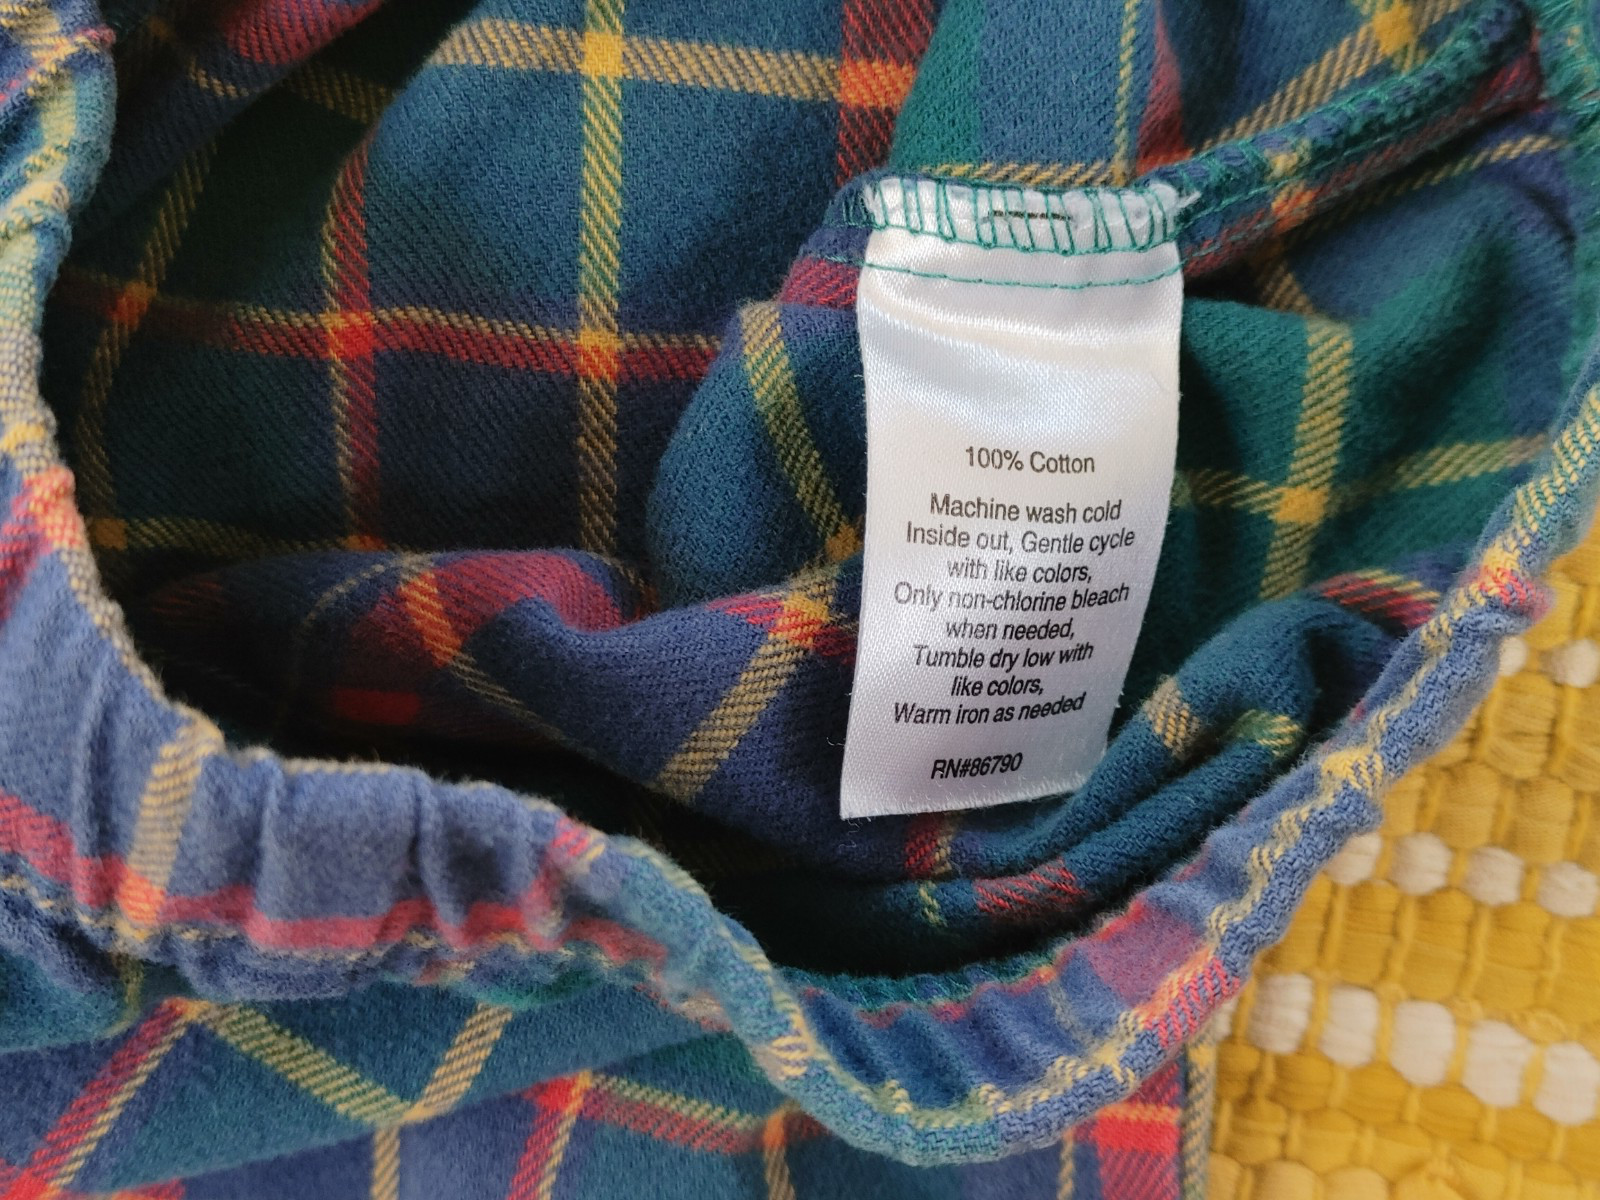 100% Cotton
Machine wash cold
Inside out, Gentle cycle
with like colors,
Only non-chlorine bleach
when needed,
Tumble dry low with
like colors,
Warm iron as needed
RN#86790